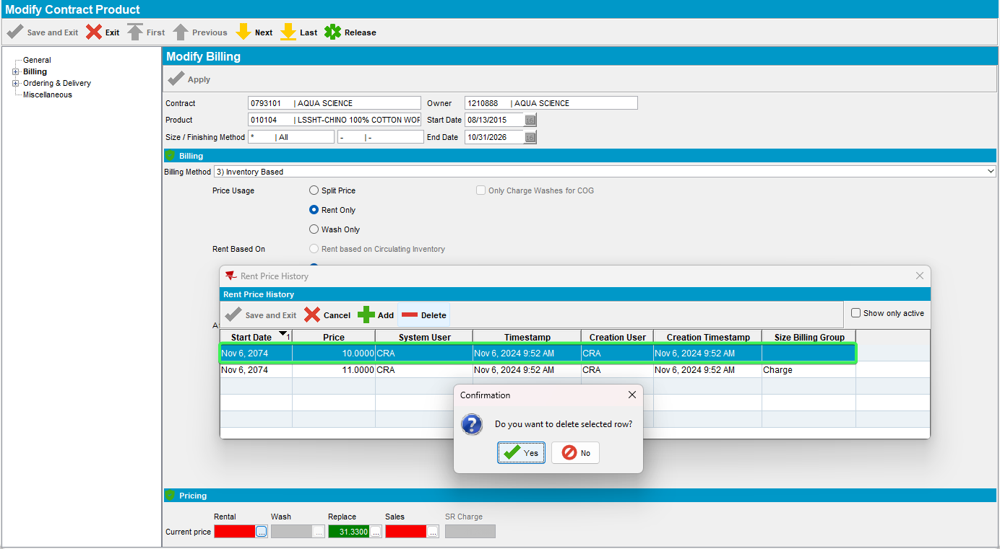 Modify Contract Product
Save and Exit Exit First Previous Next Last Release
General
Billing
Ordering & Delivery
Miscellaneous
Modify Billing
Apply
Contract 0793101 | AQUA SCIENCE Owner 1210888 | AQUA SCIENCE
Product 010104 | LSSHT-CHINO 100% COTTON WOR Start Date 08/13/2015 15
Size / Finishing Method * | All - | - End Date 10/31/2026 15
Billing
Billing Method 3) Inventory Based
Price Usage Split Price Only Charge Washes for COG
Rent Only
Wash Only
Rent Based On Rent based on Circulating Inventory
Rent Price History
Rent Price History
Save and Exit Cancel Add Delete Show only active
Start Date 1 Price System User Timestamp Creation User Creation Timestamp Size Billing Group
Nov 6, 2074 10.0000 CRA Nov 6, 2024 9:52 AM CRA Nov 6, 2024 9:52 AM
Nov 6, 2074 11.0000 CRA Nov 6, 2024 9:52 AM CRA Nov 6, 2024 9:52 AM Charge
Confirmation
Do you want to delete selected row?
Yes No
Pricing
Rental Wash Replace Sales SR Charge
Current price ... ... 31.3300 ... ...